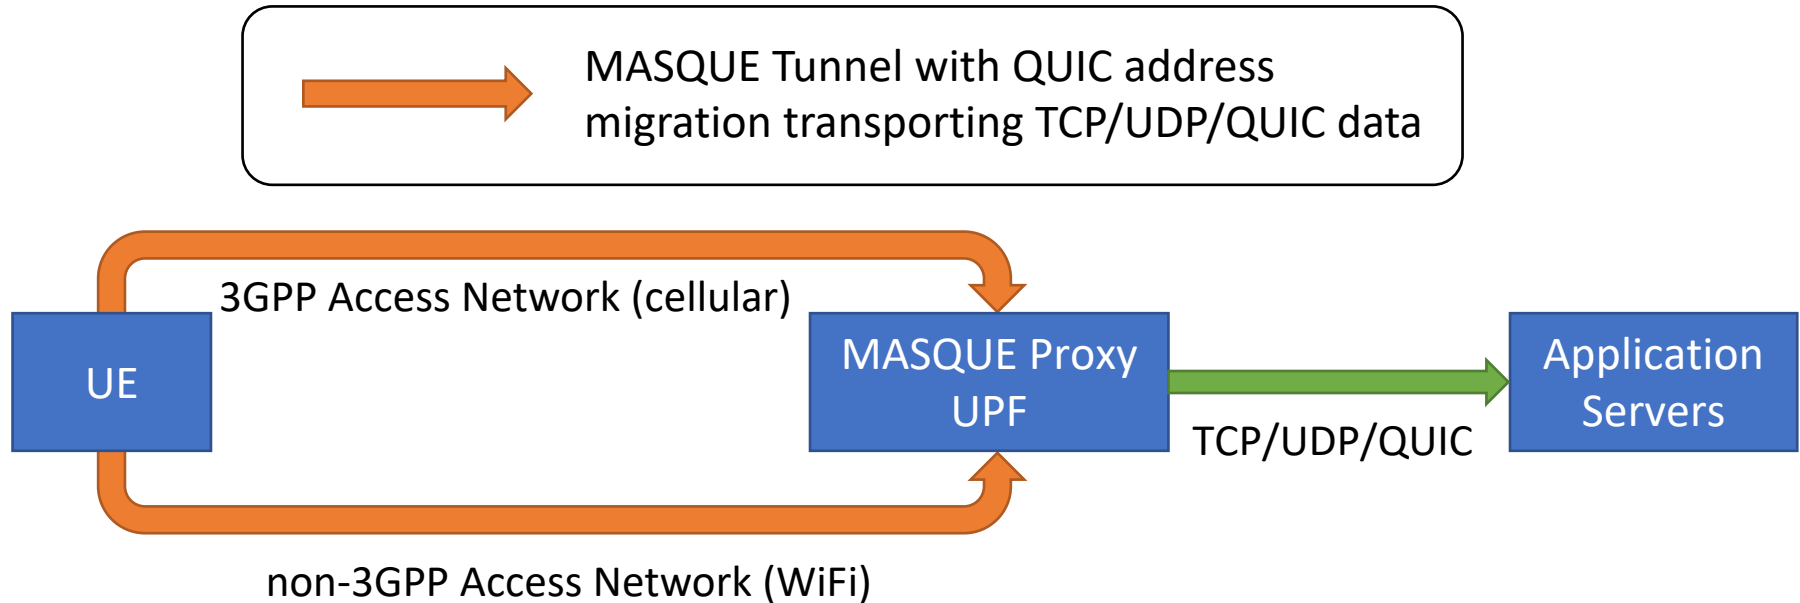 MASQUE Tunnel with QUIC address
migration transporting TCP/UDP/QUIC data
3GPP Access Network (cellular)
UE
MASQUE Proxy
UPF
TCP/UDP/QUIC
Application
Servers
non-3GPP Access Network (WiFi)